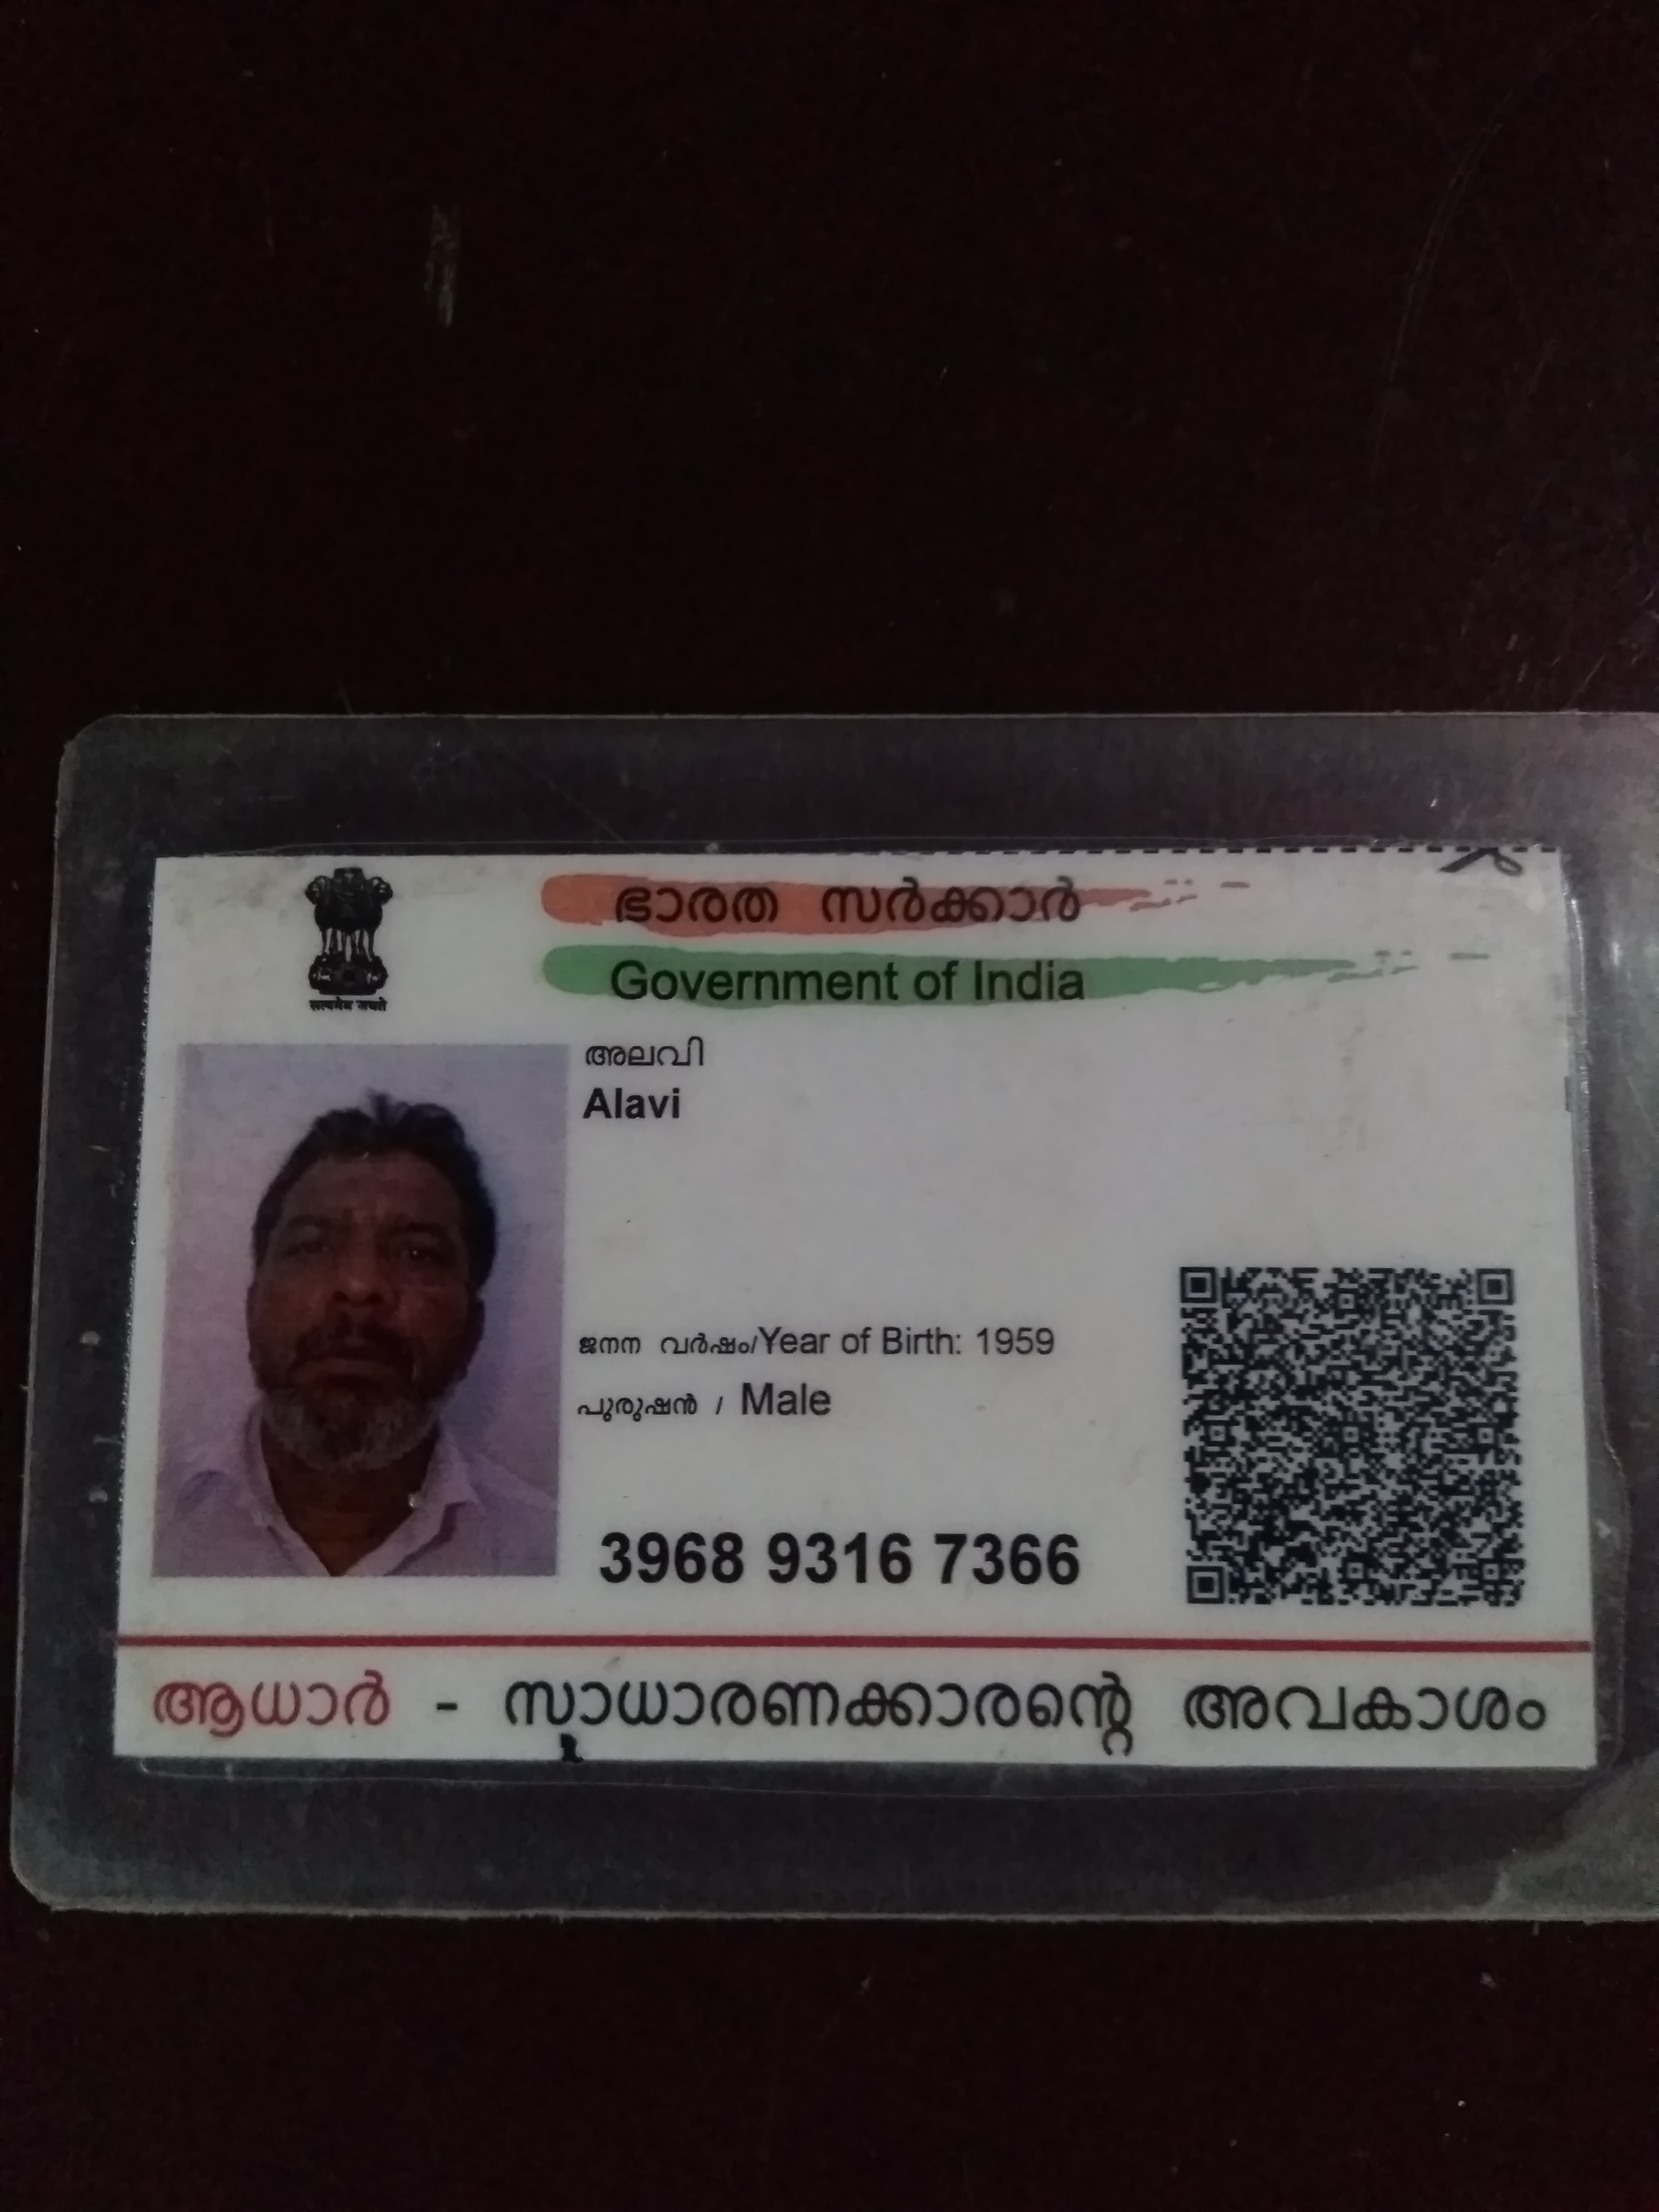 ഭാരത സർക്കാർ
Government of India
सत्यमेव जयते
അലവി
Alavi
ജനന വർഷം/Year of Birth: 1959
പുരുഷൻ / Male
3968 9316 7366
ആധാർ - സാധാരണക്കാരന്റെ അവകാശം